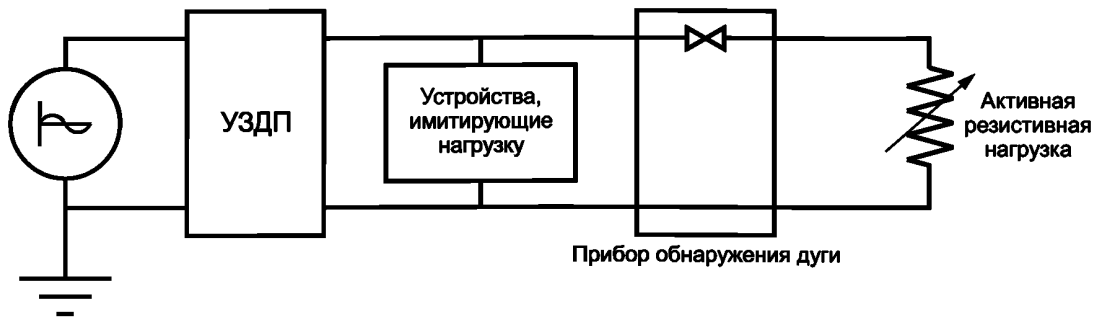 УЗДП
Устройства,
имитирующие
нагрузку
Активная
резистивная
нагрузка
Прибор обнаружения дуги